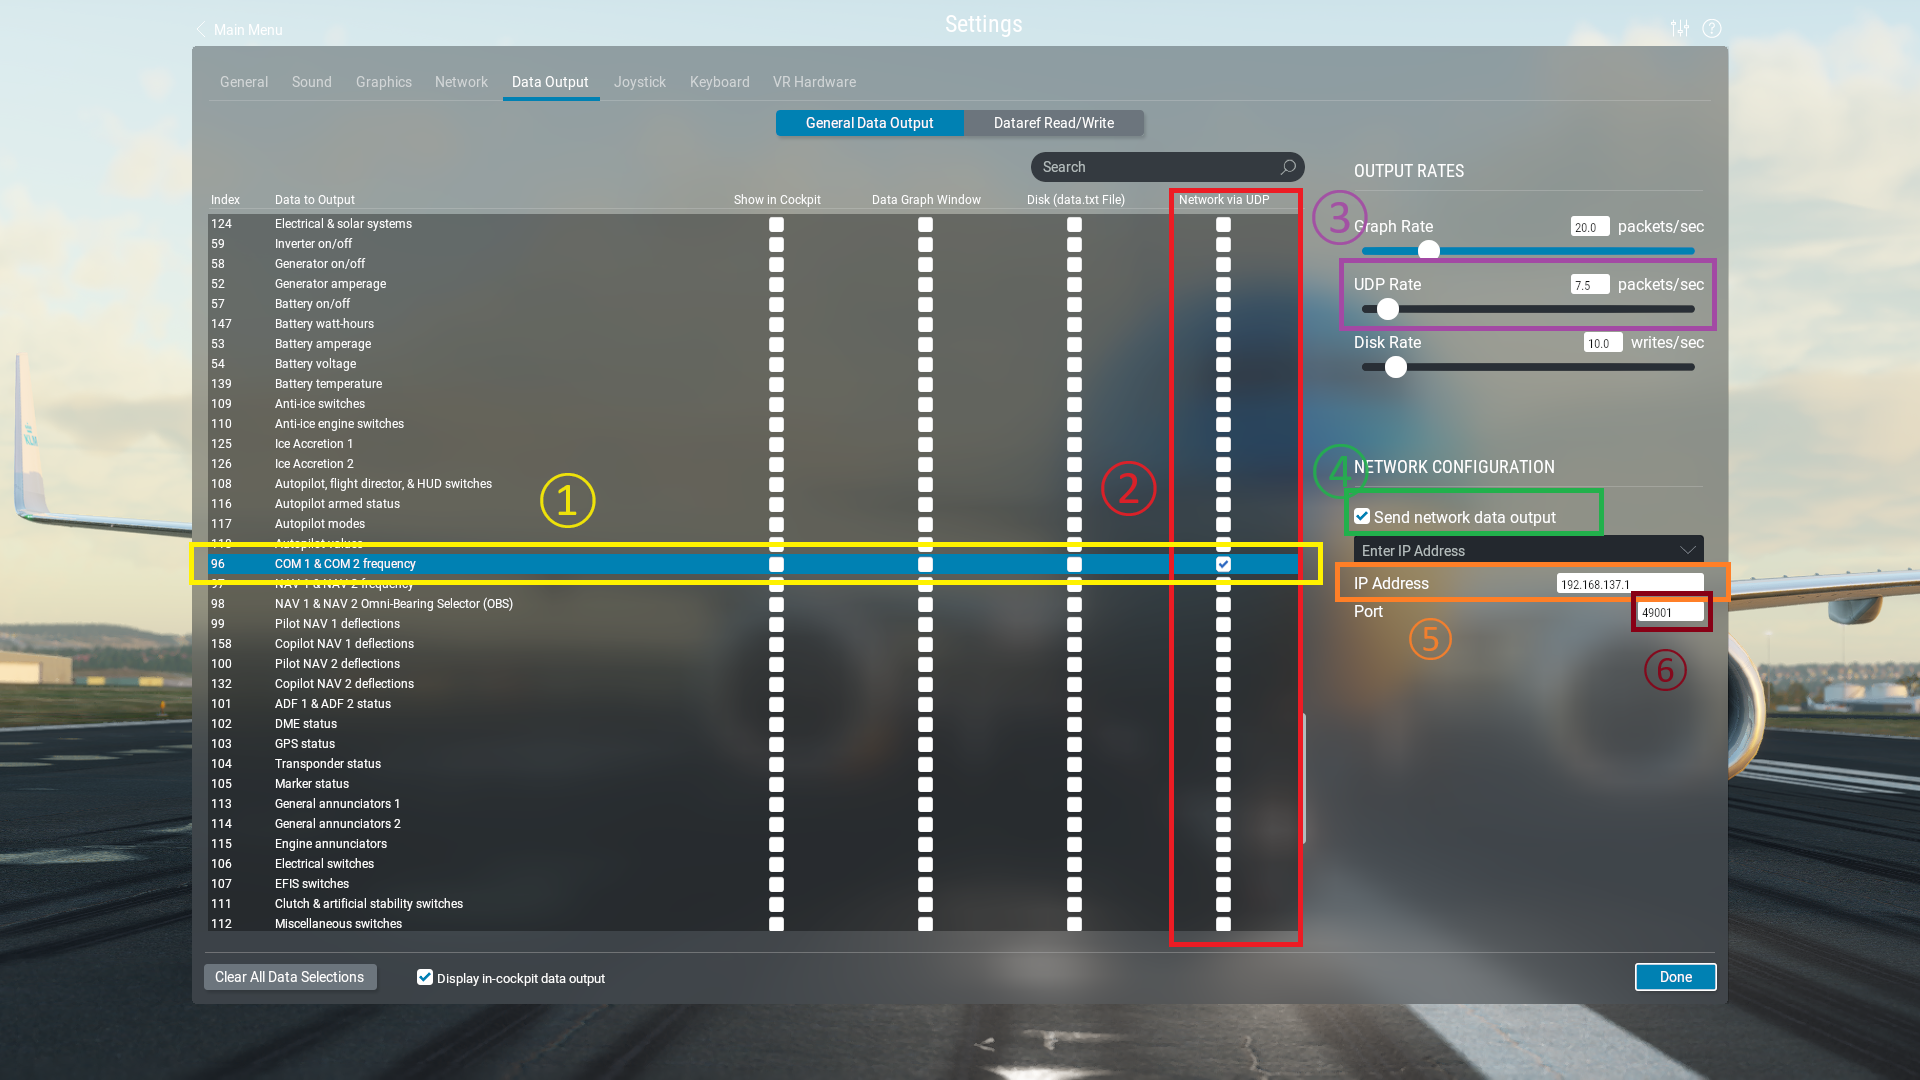 Main Menu
Settings
General Sound Graphics Network Data Output Joystick Keyboard VR Hardware
General Data Output Dataref Read/Write
Search
Index Data to Output Show in Cockpit Data Graph Window Disk (data.txt File) Network via UDP
124 Electrical & solar systems
59 Inverter on/off
58 Generator on/off
52 Generator amperage
57 Battery on/off
147 Battery watt-hours
53 Battery amperage
54 Battery voltage
139 Battery temperature
109 Anti-ice switches
110 Anti-ice engine switches
125 Ice Accretion 1
126 Ice Accretion 2
108 Autopilot, flight director, & HUD switches
116 Autopilot armed status
117 Autopilot modes
118 Autopilot values
96 COM 1 & COM 2 frequency
97 NAV 1 & NAV 2 frequency
98 NAV 1 & NAV 2 Omni-Bearing Selector (OBS)
99 Pilot NAV 1 deflections
158 Copilot NAV 1 deflections
100 Pilot NAV 2 deflections
132 Copilot NAV 2 deflections
101 ADF 1 & ADF 2 status
102 DME status
103 GPS status
104 Transponder status
105 Marker status
113 General annunciators 1
114 General annunciators 2
115 Engine annunciators
106 Electrical switches
107 EFIS switches
111 Clutch & artificial stability switches
112 Miscellaneous switches
①
②
OUTPUT RATES
③
Graph Rate 20.0 packets/sec
UDP Rate 7.5 packets/sec
Disk Rate 10.0 writes/sec
④
NETWORK CONFIGURATION
Send network data output
Enter IP Address
IP Address 192.168.137.1
Port 49001
⑤
⑥
Clear All Data Selections
Display in-cockpit data output
Done